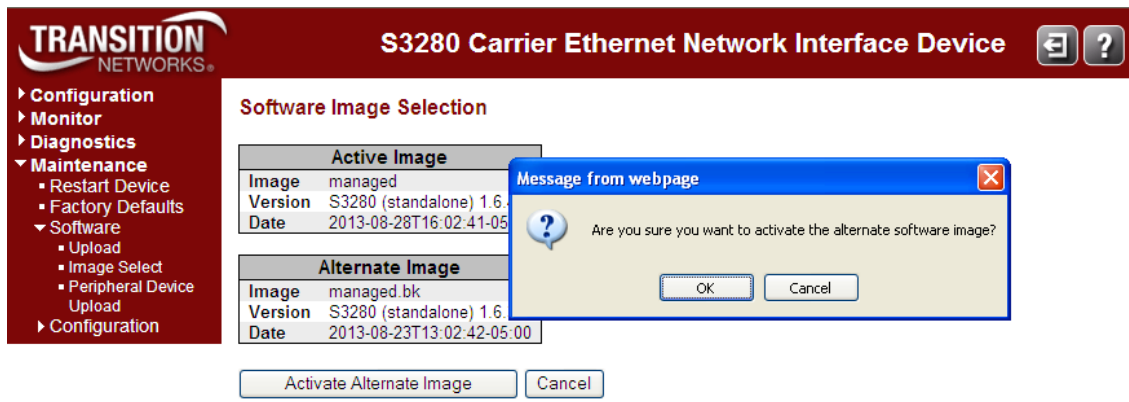 TRANSITION
NETWORKS®
S3280 Carrier Ethernet Network Interface Device
?
Configuration
Monitor
Diagnostics
Maintenance
Restart Device
Factory Defaults
Software
Upload
Image Select
Peripheral Device
Upload
Configuration
Software Image Selection
Active Image
Image managed
Version S3280 (standalone) 1.6.
Date 2013-08-28T16:02:41-05
Alternate Image
Image managed.bk
Version S3280 (standalone) 1.6.
Date 2013-08-23T13:02:42-05:00
Activate Alternate Image Cancel
Message from webpage
Are you sure you want to activate the alternate software image?
OK Cancel